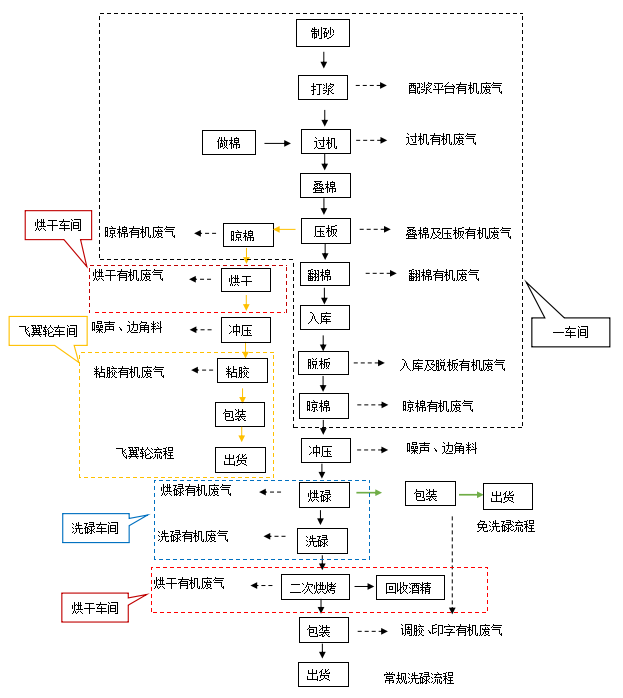 制砂
打浆
配浆平台有机废气
做棉
过机
过机有机废气
叠棉
烘干车间
晾棉有机废气
晾棉
压板
叠棉及压板有机废气
烘干有机废气
烘干
翻棉
翻棉有机废气
飞翼轮车间
噪声、边角料
冲压
入库
一车间
粘胶有机废气
粘胶
脱板
入库及脱板有机废气
包装
晾棉
晾棉有机废气
飞翼轮流程
出货
冲压
噪声、边角料
烘碌有机废气
烘碌
包装
出货
洗碌车间
洗碌有机废气
洗碌
免洗碌流程
烘干有机废气
二次烘烤
回收酒精
烘干车间
包装
调胶、印字有机废气
出货
常规洗碌流程